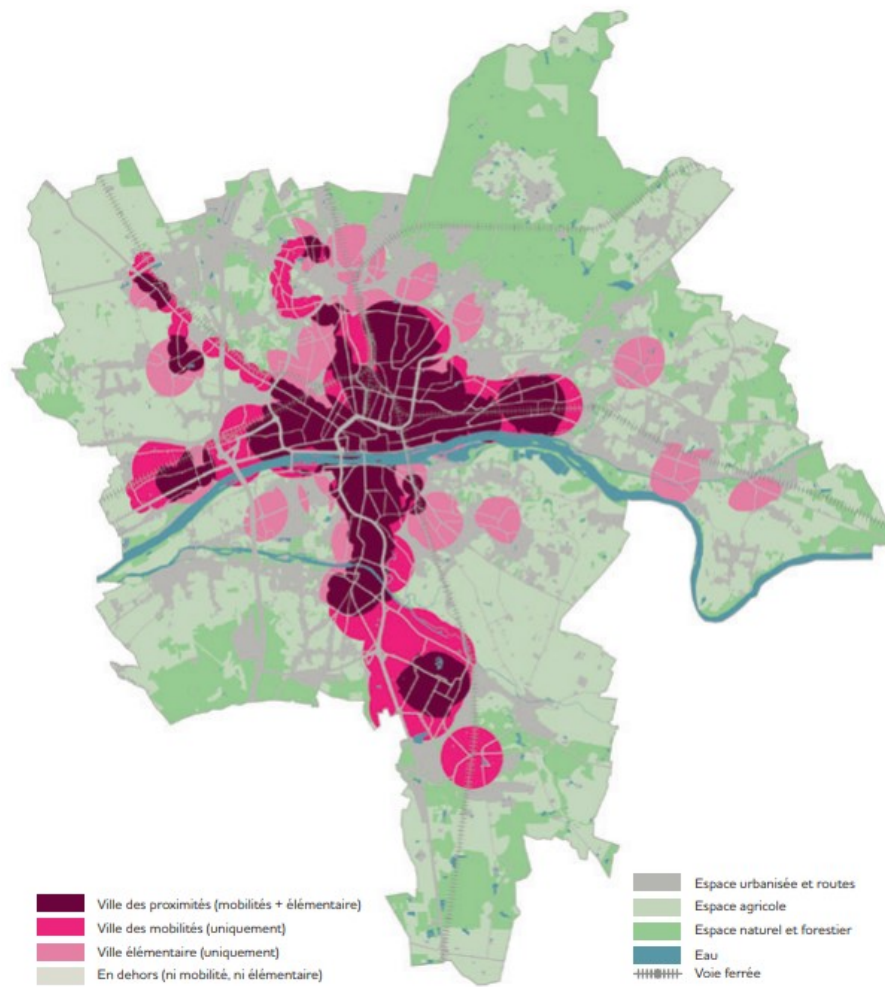 Ville des proximités (mobilités + élémentaire)
Ville des mobilités (uniquement)
Ville élémentaire (uniquement)
En dehors (ni mobilité, ni élémentaire)
Espace urbanisée et routes
Espace agricole
Espace naturel et forestier
Eau
Voie ferrée